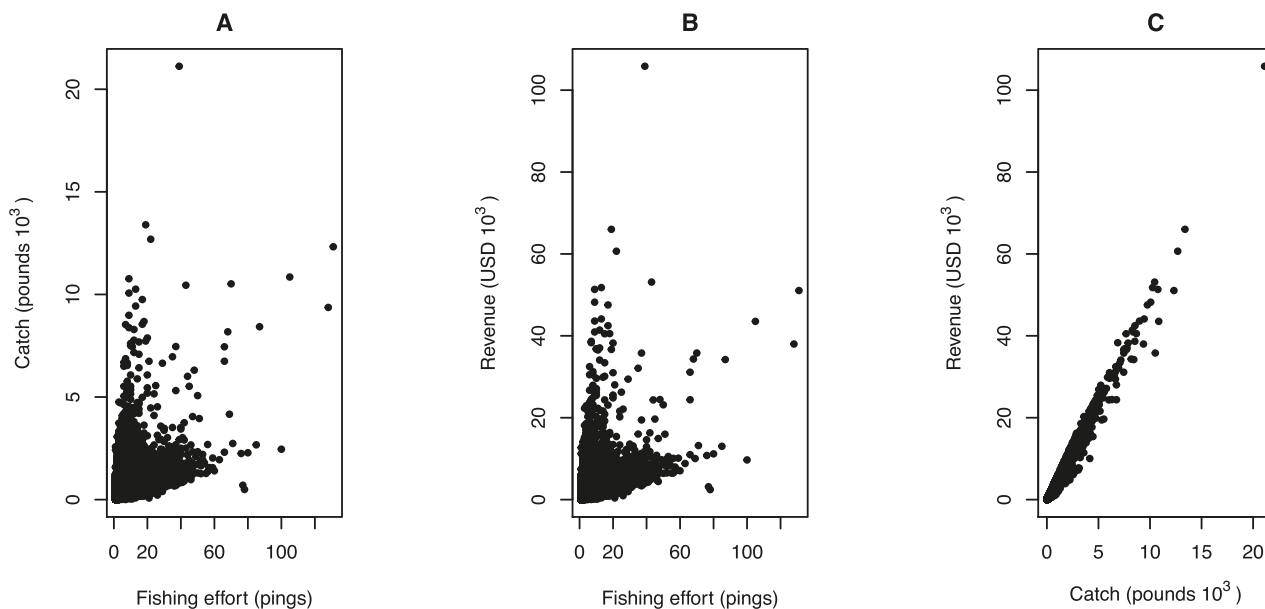 A
Catch (pounds 10³ )
20
15
10
5
0
0 20 60 100
Fishing effort (pings)
B
Revenue (USD 10³ )
100
80
60
40
20
0
0 20 60 100
Fishing effort (pings)
C
Revenue (USD 10³ )
100
80
60
40
20
0
0 5 10 15 20
Catch (pounds 10³ )